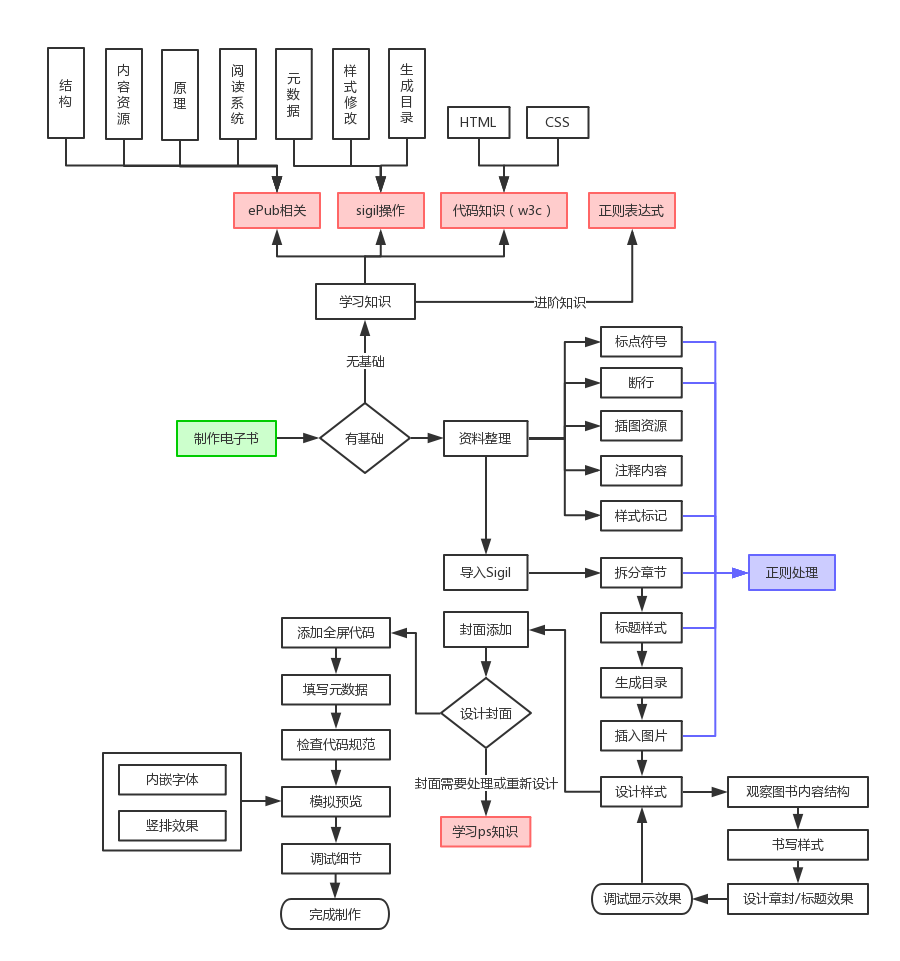 结构
内容资源
原理
阅读系统
元数据
样式修改
生成目录
HTML
CSS
ePub相关
sigil操作
代码知识（w3c）
正则表达式
学习知识
进阶知识
无基础
标点符号
断行
制作电子书
有基础
资料整理
插图资源
注释内容
样式标记
导入Sigil
拆分章节
正则处理
添加全屏代码
封面添加
标题样式
填写元数据
生成目录
设计封面
检查代码规范
插入图片
内嵌字体
封面需要处理或重新设计
模拟预览
设计样式
观察图书内容结构
竖排效果
学习ps知识
书写样式
调试细节
调试显示效果
设计章封/标题效果
完成制作